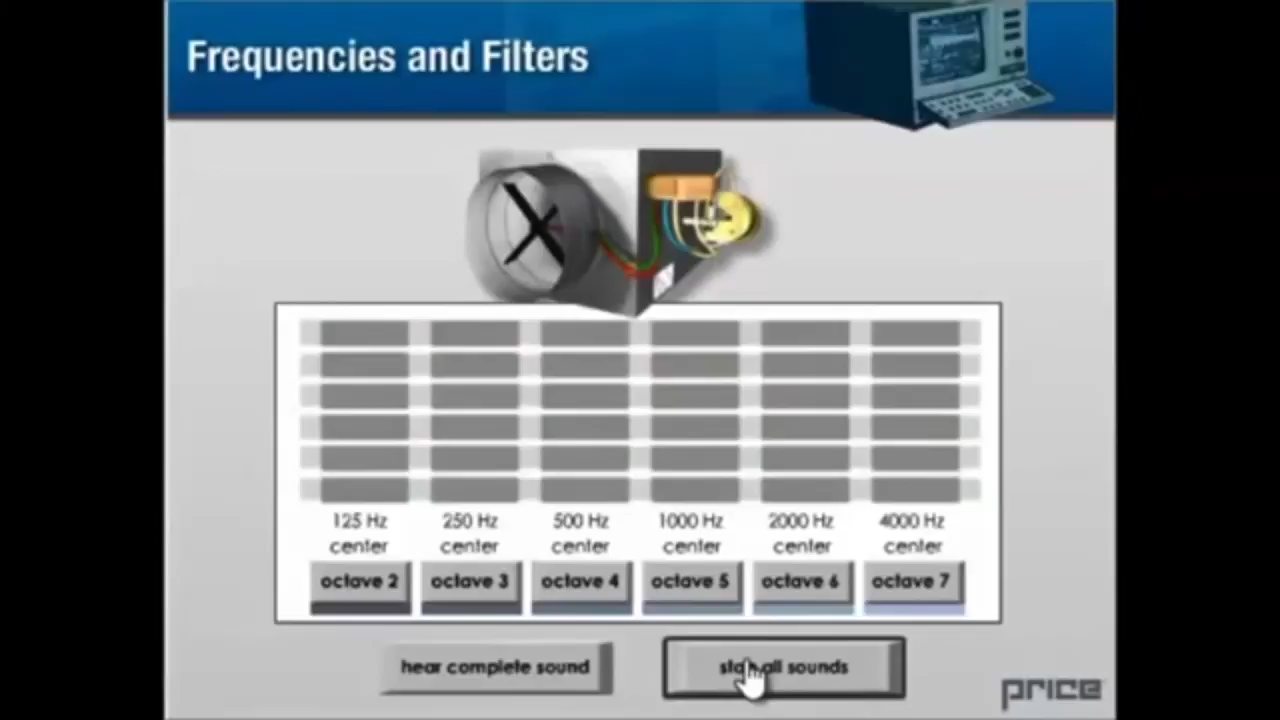 Frequencies and Filters
125 Hz 250 Hz 500 Hz 1000 Hz 2000 Hz 4000 Hz
center center center center center center
octave 2 octave 3 octave 4 octave 5 octave 6 octave 7
hear complete sound stop all sounds
price